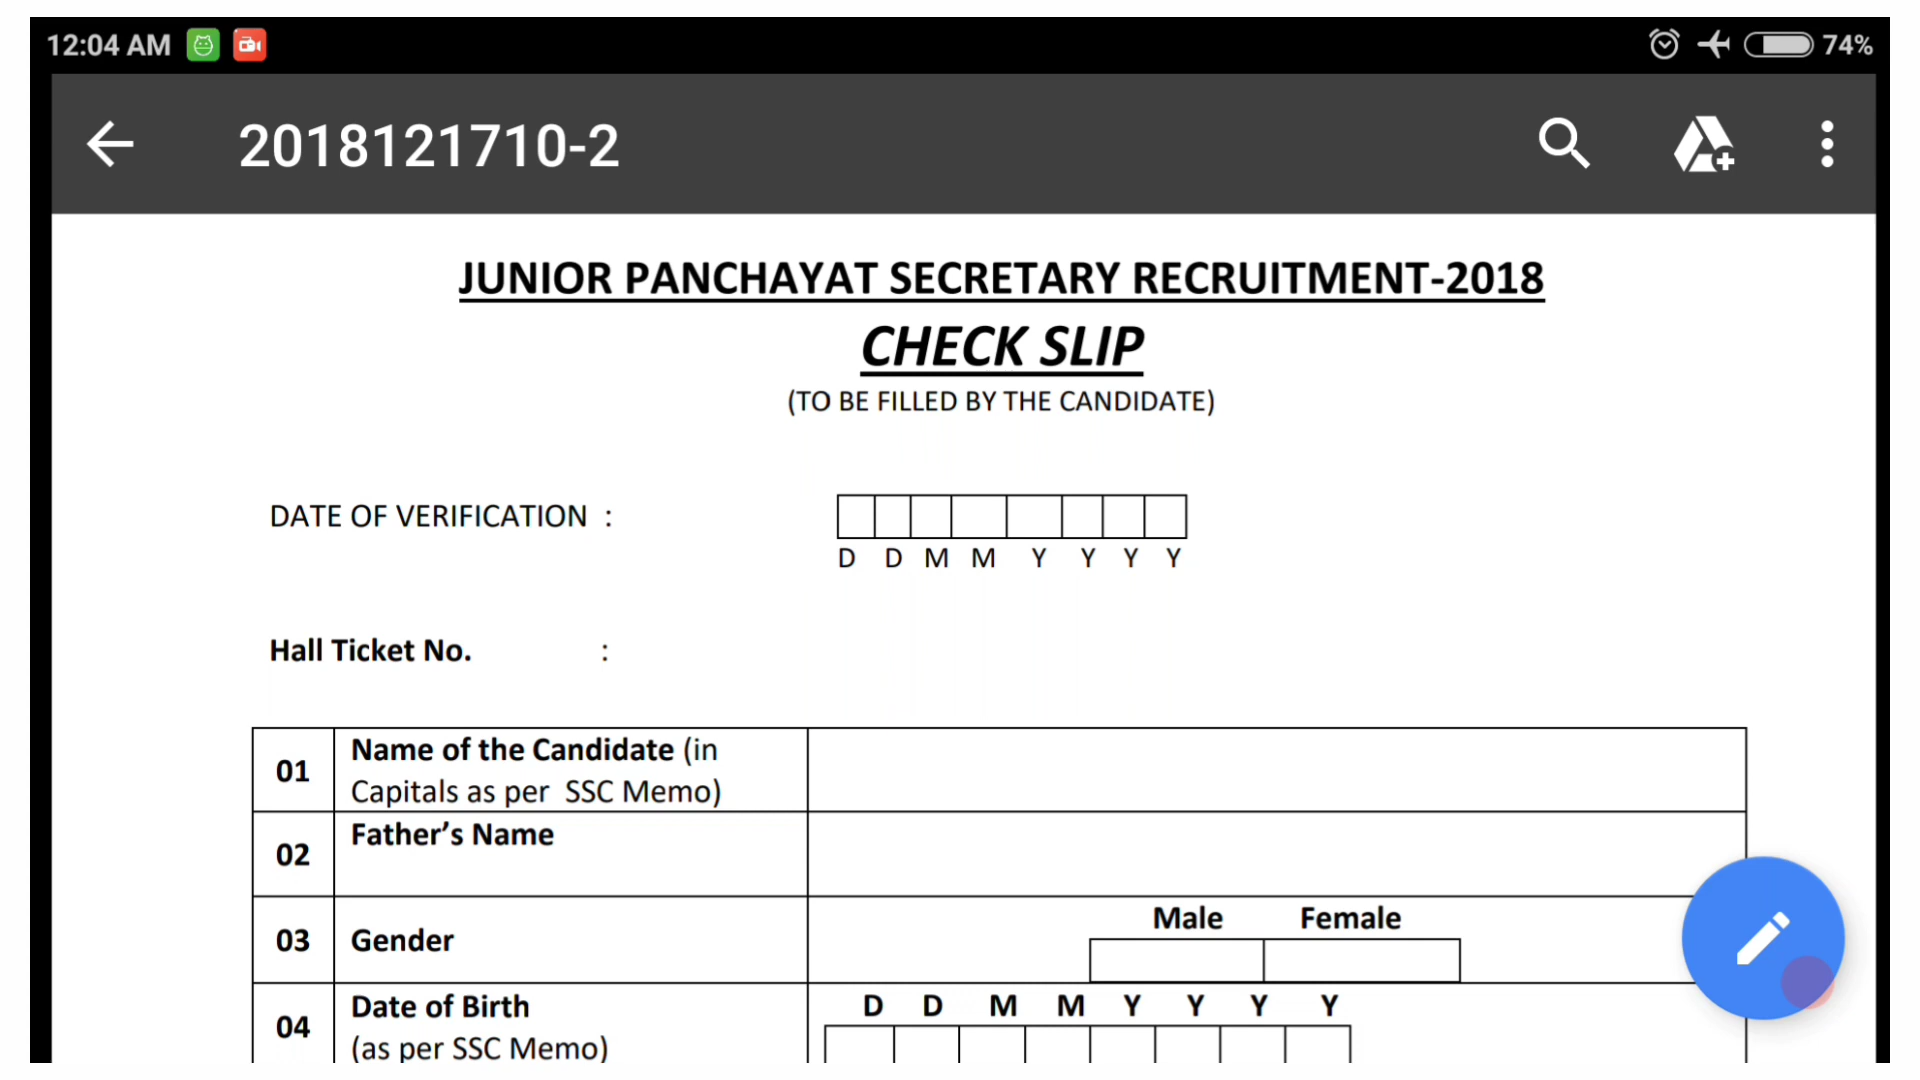 12:04 AM
74%
2018121710-2
JUNIOR PANCHAYAT SECRETARY RECRUITMENT-2018
CHECK SLIP
(TO BE FILLED BY THE CANDIDATE)
DATE OF VERIFICATION :
D D M M Y Y Y Y
Hall Ticket No. :
01 Name of the Candidate (in
Capitals as per SSC Memo)
02 Father’s Name
Male Female
03 Gender
04 Date of Birth
(as per SSC Memo)
D D M M Y Y Y Y